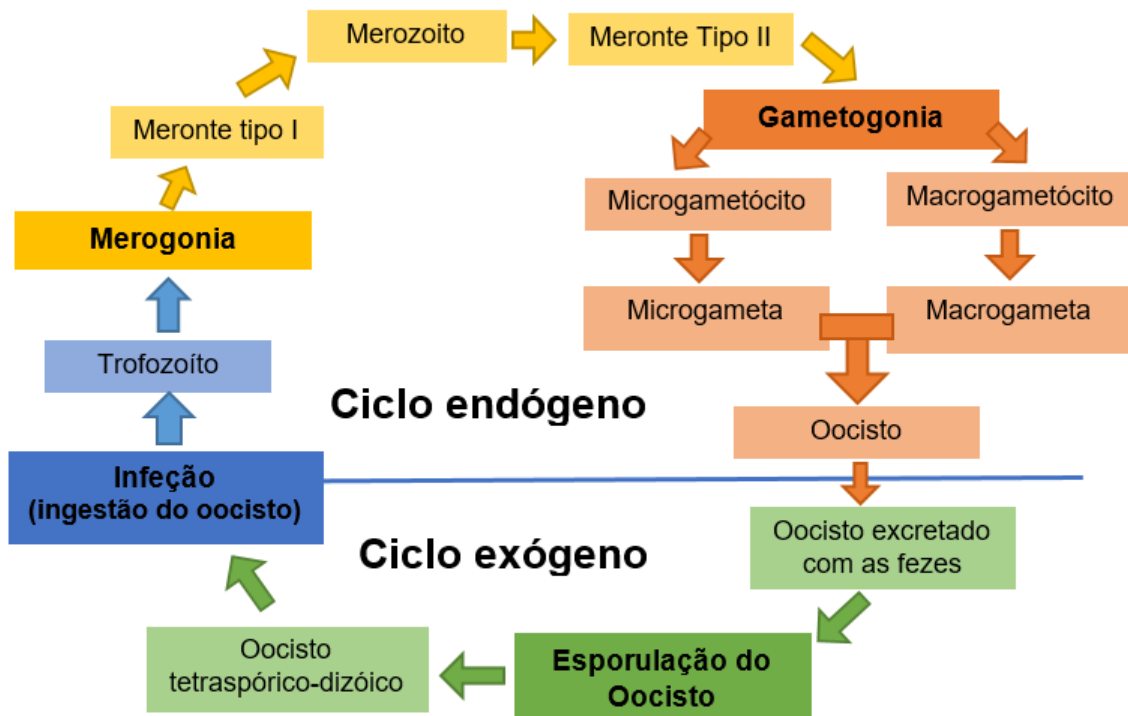 Merozoito
Meronte Tipo II
Meronte tipo I
Gametogonia
Microgametócito
Macrogametócito
Merogonia
Microgameta
Macrogameta
Trofozoíto
Ciclo endógeno
Oocisto
Infeção
(ingestão do oocisto)
Ciclo exógeno
Oocisto excretado
com as fezes
Oocisto
tetraspórico-dizóico
Esporulação do
Oocisto